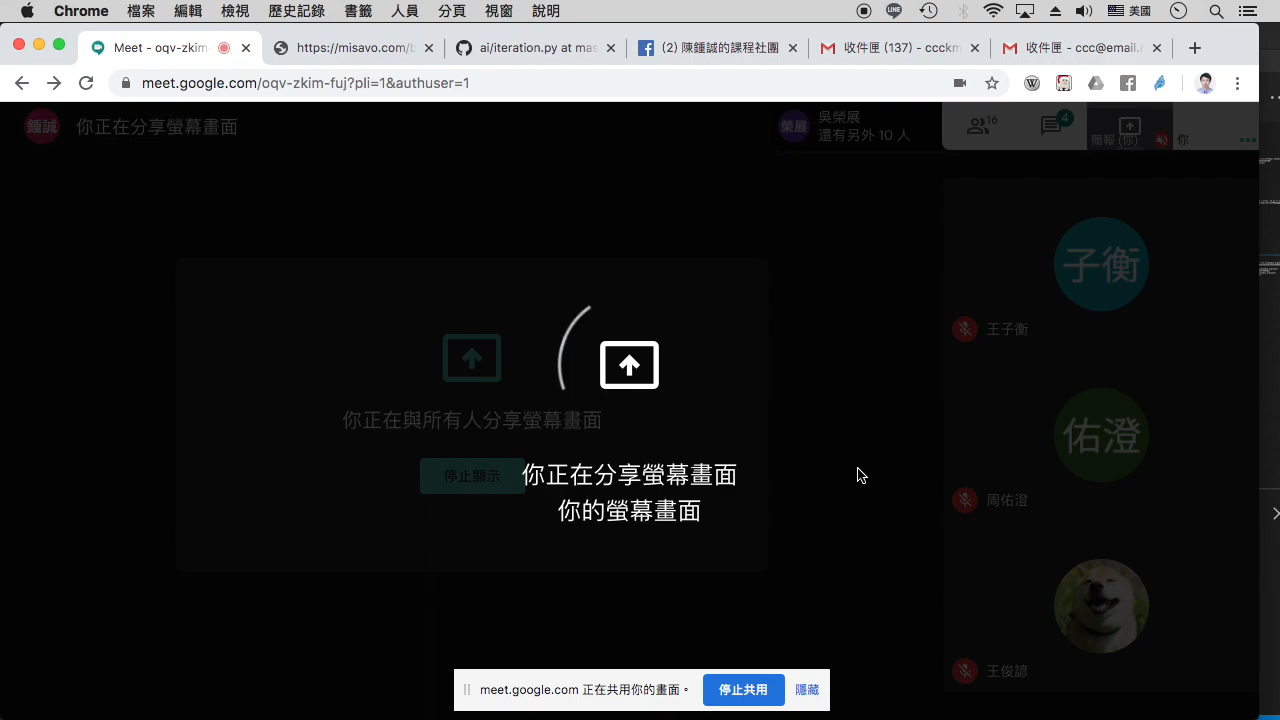 Chrome 檔案 編輯 檢視 歷史記錄 書籤 人員 分頁 視窗 說明
美國
Meet - oqv-zkim
https://misavo.com/b
ai/iteration.py at mas
(2) 陳鍾誠的課程社團
收件匣 (137) - ccckm
收件匣 - ccc@email.n
meet.google.com/oqv-zkim-fuj?pli=1&authuser=1
鍾誠
你正在分享螢幕畫面
榮展
吳榮展
還有另外 10 人
16
4
簡報 (你)
你
子衡
王子衡
你正在與所有人分享螢幕畫面
停止顯示
你正在分享螢幕畫面
你的螢幕畫面
佑澄
周佑澄
王俊諺
meet.google.com 正在共用你的畫面。
停止共用
隱藏